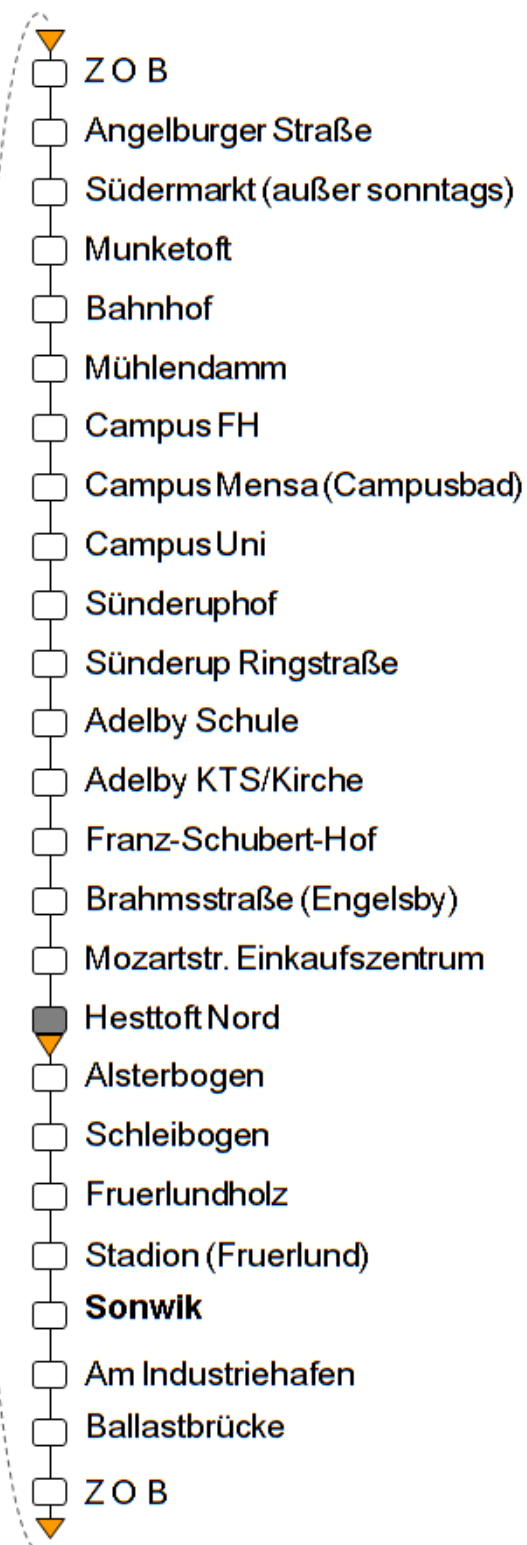 Z O B
Angelburger Straße
Südermarkt (außer sonntags)
Munketoft
Bahnhof
Mühlendamm
Campus FH
Campus Mensa (Campusbad)
Campus Uni
Sünderuphof
Sünderup Ringstraße
Adelby Schule
Adelby KTS/Kirche
Franz-Schubert-Hof
Brahmsstraße (Engelsby)
Mozartstr. Einkaufszentrum
Hesttoft Nord
Alsterbogen
Schleibogen
Fruerlundholz
Stadion (Fruerlund)
Sonwik
Am Industriehafen
Ballastbrücke
Z O B